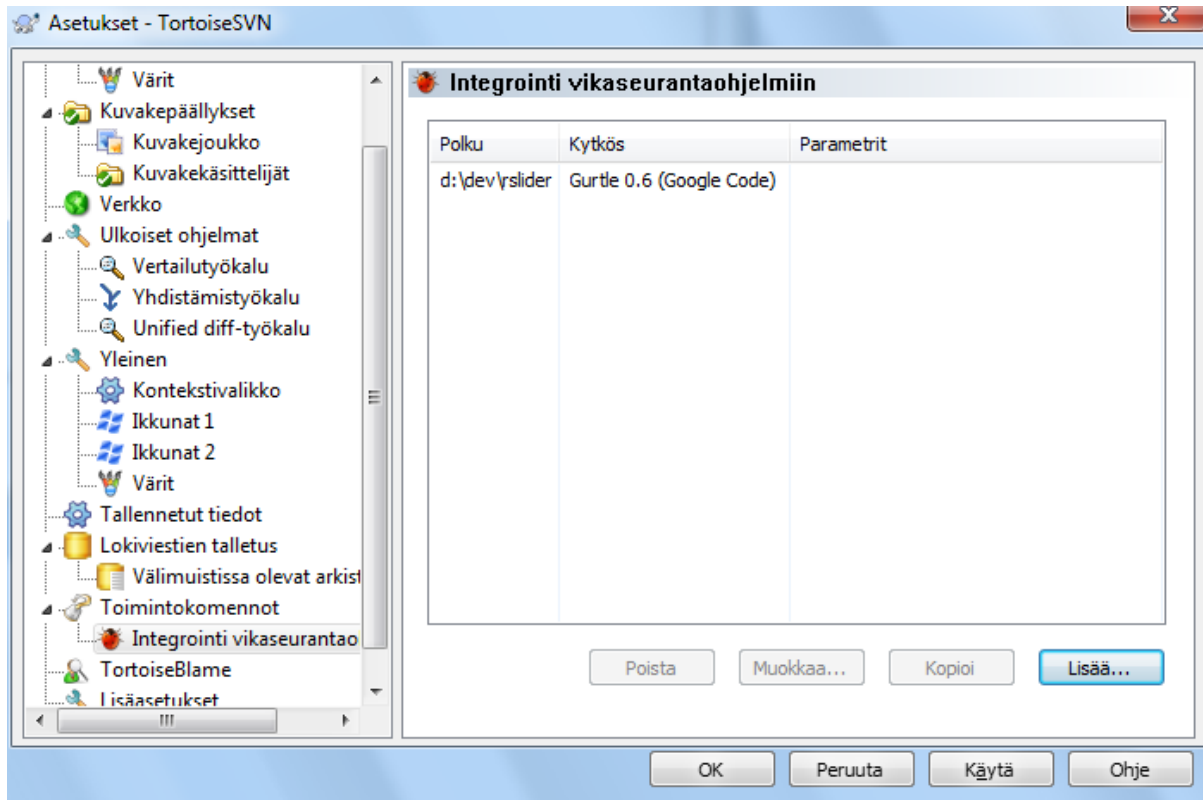 Asetukset - TortoiseSVN
Värit
Kuvakepäällykset
Kuvakejoukko
Kuvakekäsittelijät
Verkko
Ulkoiset ohjelmat
Vertailutyökalu
Yhdistämistyökalu
Unified diff-työkalu
Yleinen
Kontekstivalikko
Ikkunat 1
Ikkunat 2
Värit
Tallennetut tiedot
Lokiviestien talletus
Välimuistissa olevat arkist
Toimintokomennot
Integrointi vikaseurantao
TortoiseBlame
Lisäasetukset
Integrointi vikaseurantaohjelmiin
Polku Kytkös Parametrit
d:\dev\rslider Gurtle 0.6 (Google Code)
Poista Muokkaa... Kopioi Lisää...
OK Peruuta Käytä Ohje